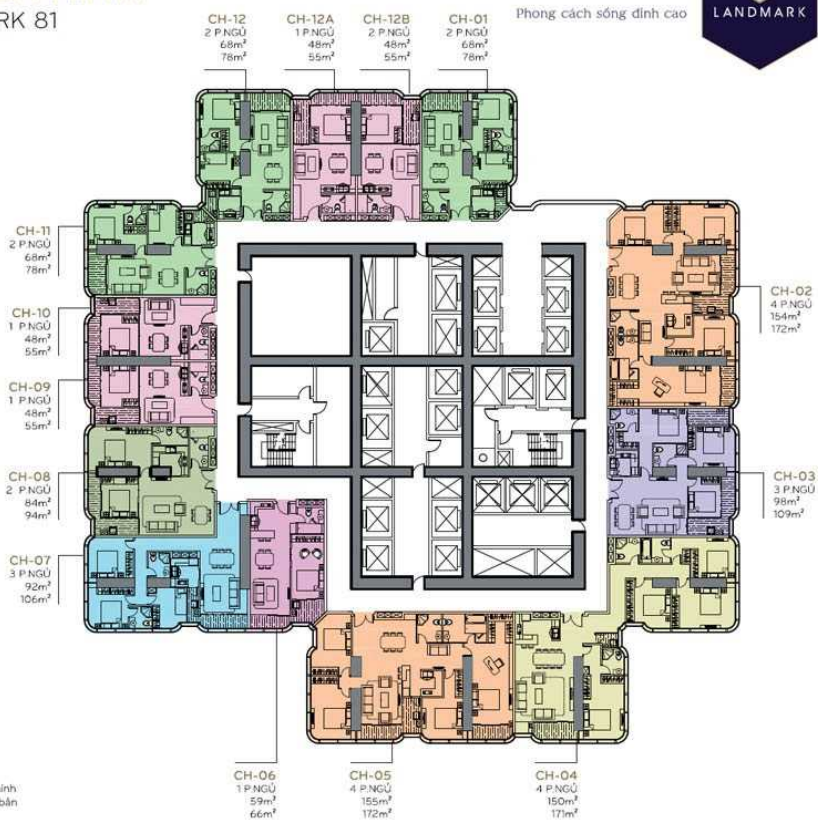 RK 81
Phong cách sống đỉnh cao
LANDMARK
CH-12
2 P.NGỦ
68m²
78m²
CH-12A
1 P.NGỦ
48m²
55m²
CH-12B
2 P.NGỦ
48m²
55m²
CH-01
2 P.NGỦ
68m²
78m²
CH-11
2 P.NGỦ
68m²
78m²
CH-10
1 P.NGỦ
48m²
55m²
CH-09
1 P.NGỦ
48m²
55m²
CH-08
2 P.NGỦ
84m²
94m²
CH-07
3 P.NGỦ
92m²
106m²
CH-02
4 P.NGỦ
154m²
172m²
CH-03
3 P.NGỦ
98m²
109m²
CH-06
1 P.NGỦ
59m²
66m²
CH-05
4 P.NGỦ
155m²
172m²
CH-04
4 P.NGỦ
150m²
171m²
ính
bản